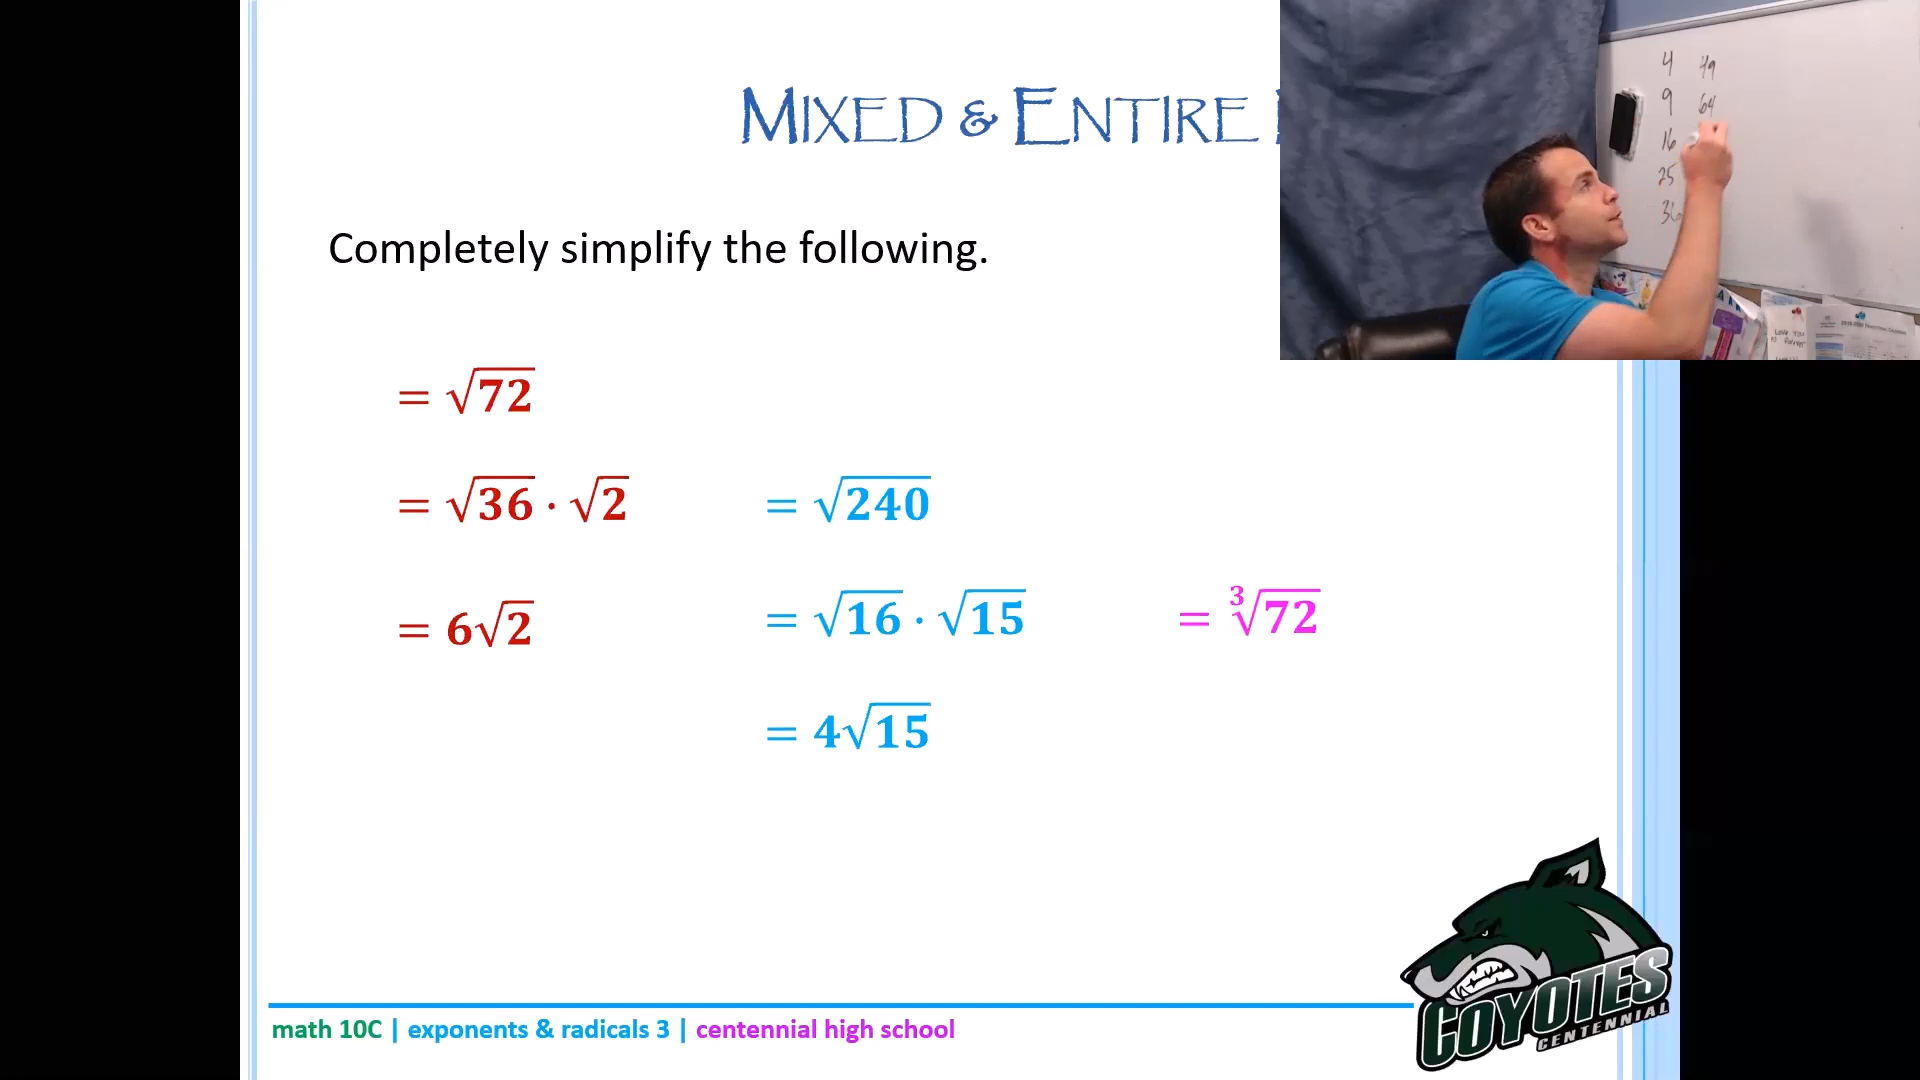 MIXED & ENTIRE
Completely simplify the following.
= √72
= √36 · √2
= 6√2
= √240
= √16 · √15
= 4√15
= ∛72
4 49
9 64
16
25
36
COYOTES
CENTENNIAL
math 10C | exponents & radicals 3 | centennial high school